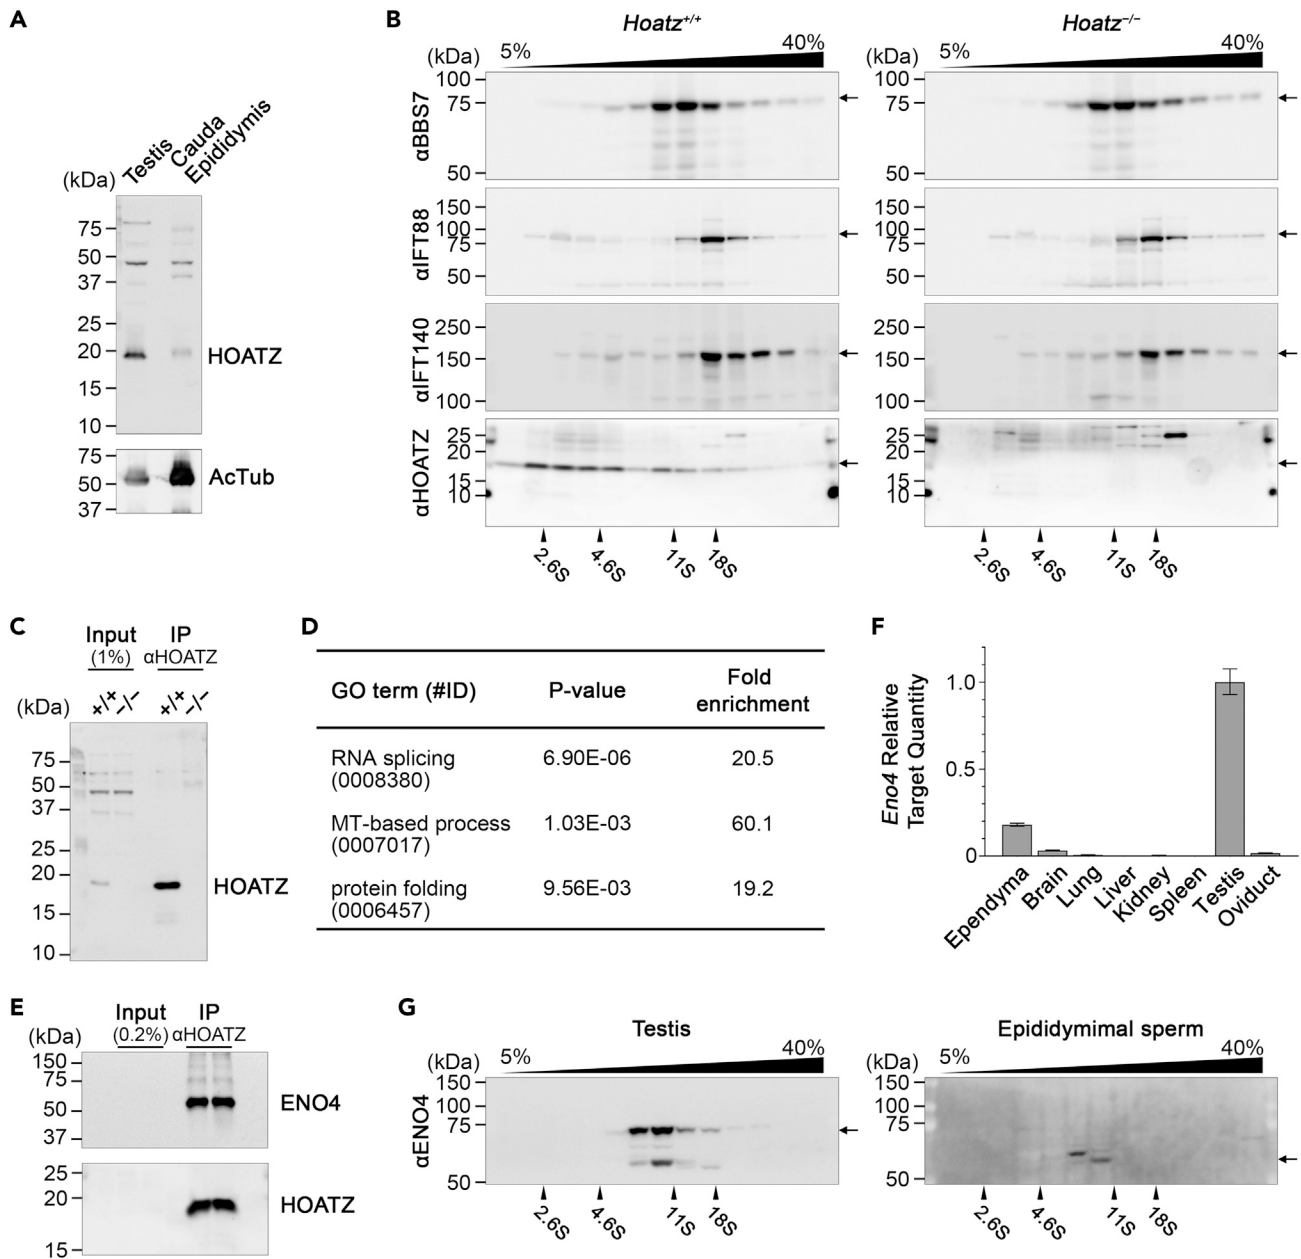 A
Testis
Cauda
Epididymis
(kDa)
75
50
37
25
20
15
10
HOATZ
75
50
37
AcTub
B
Hoatz+/+
Hoatz–/–
(kDa)
5%
40%
(kDa)
5%
40%
αBBS7
100
75
50
100
75
50
αIFT88
150
100
75
50
150
100
75
50
αIFT140
250
150
100
250
150
100
αHOATZ
25
20
15
10
25
20
15
10
2.6S
4.6S
11S
18S
2.6S
4.6S
11S
18S
C
Input
(1%)
IP
αHOATZ
(kDa)
+/+
–/–
+/+
–/–
75
50
37
25
20
15
10
HOATZ
D
GO term (#ID) P-value Fold
enrichment
RNA splicing 6.90E-06 20.5
(0008380)
MT-based process 1.03E-03 60.1
(0007017)
protein folding 9.56E-03 19.2
(0006457)
F
Eno4 Relative
Target Quantity
1.0
0.5
0
Ependyma
Brain
Lung
Liver
Kidney
Spleen
Testis
Oviduct
E
Input
(0.2%)
IP
αHOATZ
(kDa)
150
75
50
37
ENO4
25
20
15
HOATZ
G
Testis
Epididymimal sperm
(kDa)
5%
40%
(kDa)
5%
40%
αENO4
150
100
75
50
150
100
75
50
2.6S
4.6S
11S
18S
2.6S
4.6S
11S
18S